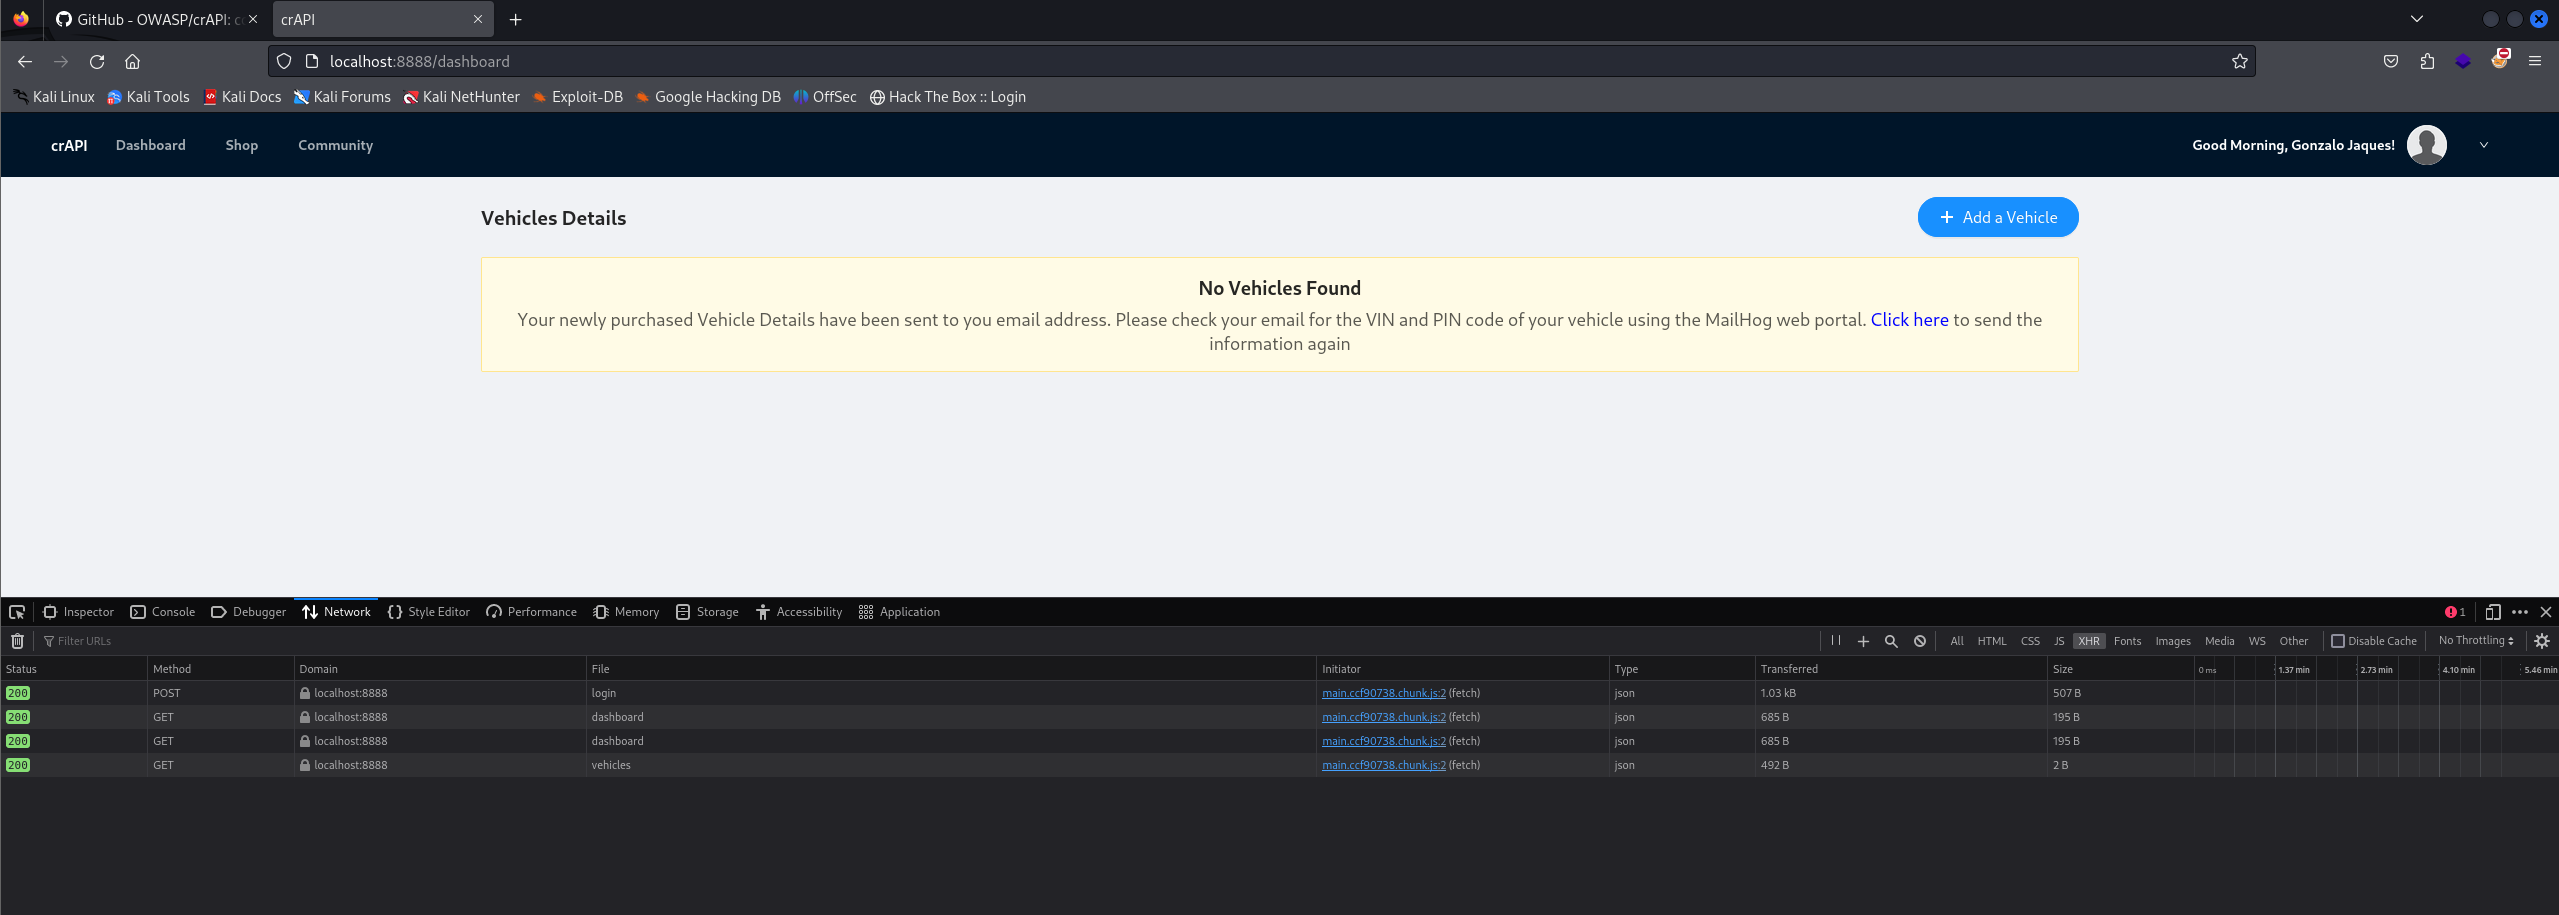 GitHub - OWASP/crAPI: c
crAPI
localhost:8888/dashboard
Kali Linux Kali Tools Kali Docs Kali Forums Kali NetHunter Exploit-DB Google Hacking DB OffSec Hack The Box :: Login
crAPI Dashboard Shop Community Good Morning, Gonzalo Jaques!
Vehicles Details + Add a Vehicle
No Vehicles Found
Your newly purchased Vehicle Details have been sent to you email address. Please check your email for the VIN and PIN code of your vehicle using the MailHog web portal. Click here to send the
information again
Inspector Console Debugger Network Style Editor Performance Memory Storage Accessibility Application 1
Filter URLs All HTML CSS JS XHR Fonts Images Media WS Other Disable Cache No Throttling
Status Method Domain File Initiator Type Transferred Size 0 ms 1.37 min 2.73 min 4.10 min 5.46 min
200 POST localhost:8888 login main.ccf90738.chunk.js:2 (fetch) json 1.03 kB 507 B
200 GET localhost:8888 dashboard main.ccf90738.chunk.js:2 (fetch) json 685 B 195 B
200 GET localhost:8888 dashboard main.ccf90738.chunk.js:2 (fetch) json 685 B 195 B
200 GET localhost:8888 vehicles main.ccf90738.chunk.js:2 (fetch) json 492 B 2 B